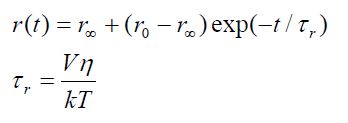 r(t) = r∞ + (r₀ − r∞) exp(−t / τᵣ)
τᵣ = Vη / kT